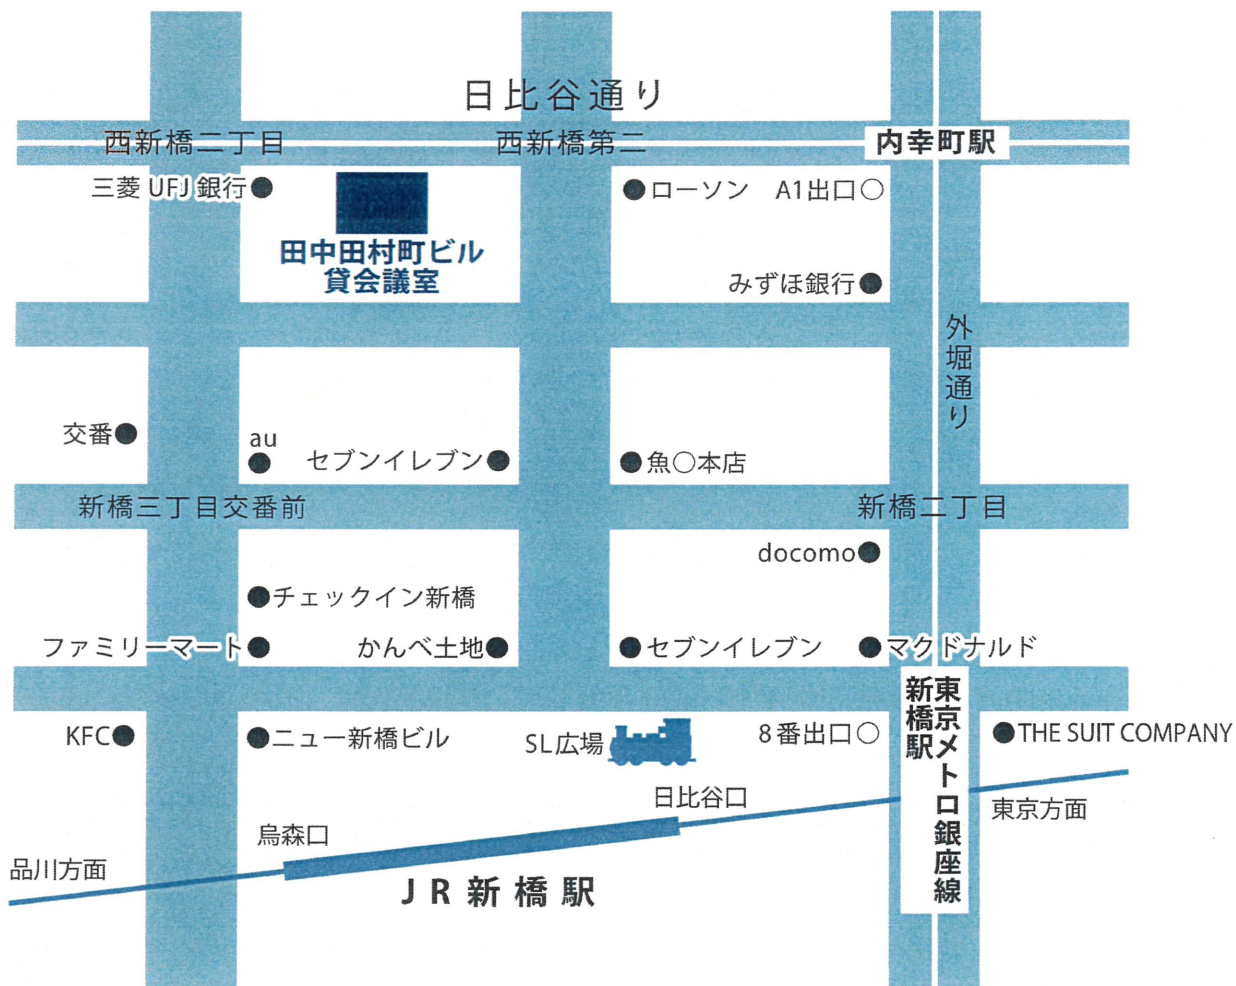 日比谷通り
西新橋二丁目
西新橋第二
内幸町駅
三菱 UFJ 銀行
ローソン
A1出口
田中田村町ビル
貸会議室
みずほ銀行
外堀通り
交番
au
セブンイレブン
魚○本店
新橋三丁目交番前
新橋二丁目
docomo
チェックイン新橋
ファミリーマート
かんべ土地
セブンイレブン
マクドナルド
東京メトロ銀座線
新橋駅
KFC
ニュー新橋ビル
SL広場
8番出口
THE SUIT COMPANY
日比谷口
東京方面
烏森口
品川方面
JR新橋駅